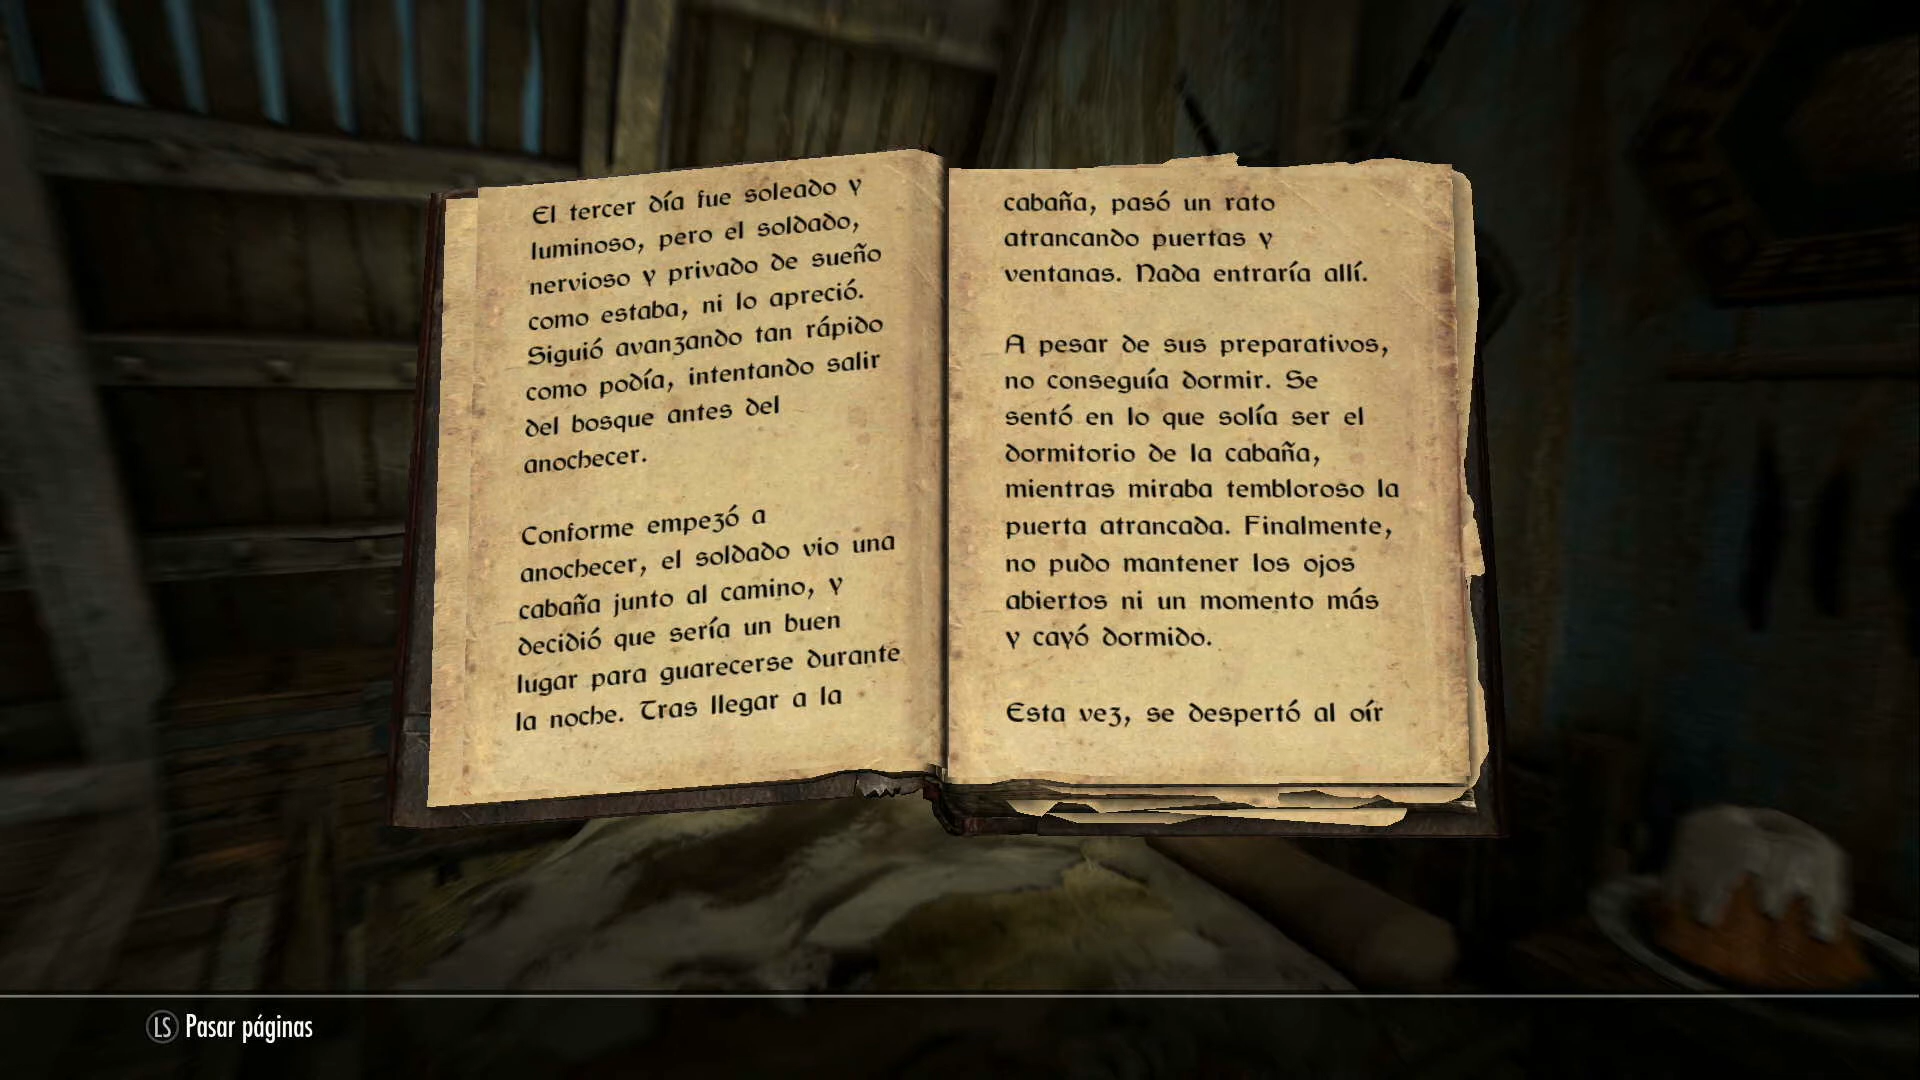 El tercer día fue soleado y
luminoso, pero el soldado,
nervioso y privado de sueño
como estaba, ni lo apreció.
Siguió avanzando tan rápido
como podía, intentando salir
del bosque antes del
anochecer.
Conforme empezó a
anochecer, el soldado vio una
cabaña junto al camino, y
decidió que sería un buen
lugar para guarecerse durante
la noche. Tras llegar a la
cabaña, pasó un rato
atrancando puertas y
ventanas. Nada entraría allí.
A pesar de sus preparativos,
no conseguía dormir. Se
sentó en lo que solía ser el
dormitorio de la cabaña,
mientras miraba tembloroso la
puerta atrancada. Finalmente,
no pudo mantener los ojos
abiertos ni un momento más
y cayó dormido.
Esta vez, se despertó al oír
LS Pasar páginas